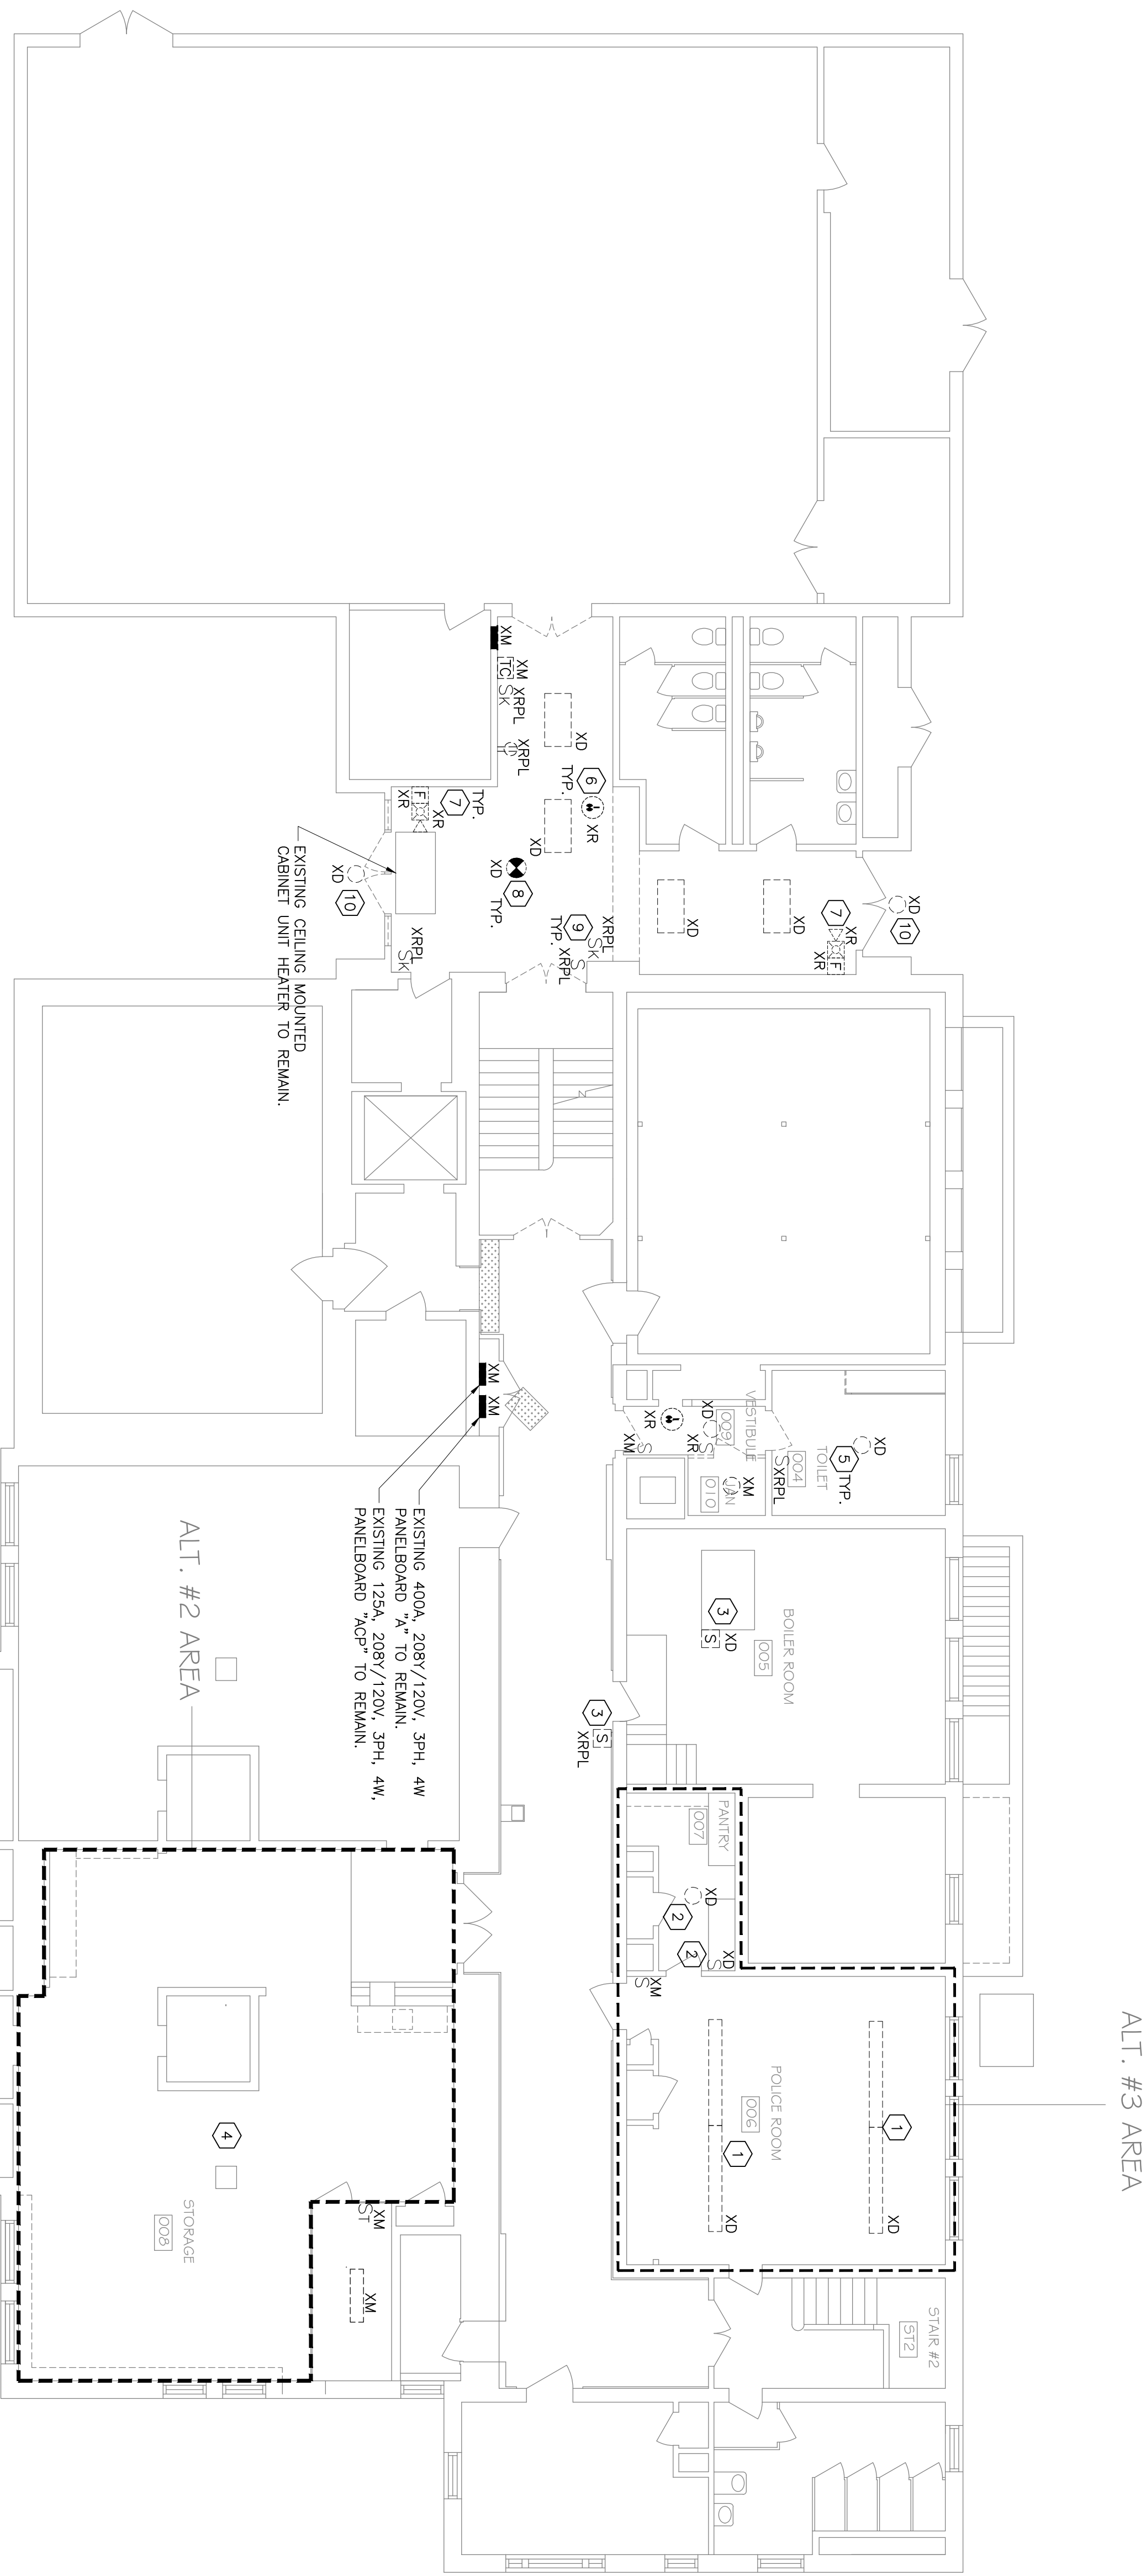 XM
TC
XM
XRPL
SK
XRPL
XD
6
TYP.
XR
XD
TYP.
7
F
XR
XR
8
TYP.
XD
XD
10
EXISTING CEILING MOUNTED
CABINET UNIT HEATER TO REMAIN.
XD
XD
XD
10
7
XR
F
XR
9
TYP.
XRPL
SK
S
XRPL
XRPL
SK
XM
XM
EXISTING 400A, 208Y/120V, 3PH, 4W
PANELBOARD "A" TO REMAIN.
EXISTING 125A, 208Y/120V, 3PH, 4W,
PANELBOARD "ACP" TO REMAIN.
VESTIBULE
009
XD
XR
XR
S
XM
S
XD
5
TYP.
TOILET
004
S
XRPL
JAN
010
XM
BOILER ROOM
005
3
S
XD
3
S
XRPL
ALT. #2 AREA
PANTRY
007
XD
2
2
XD
S
XM
S
POLICE ROOM
006
1
XD
1
XD
ALT. #3 AREA
4
STORAGE
008
XM
ST
XM
STAIR #2
ST2